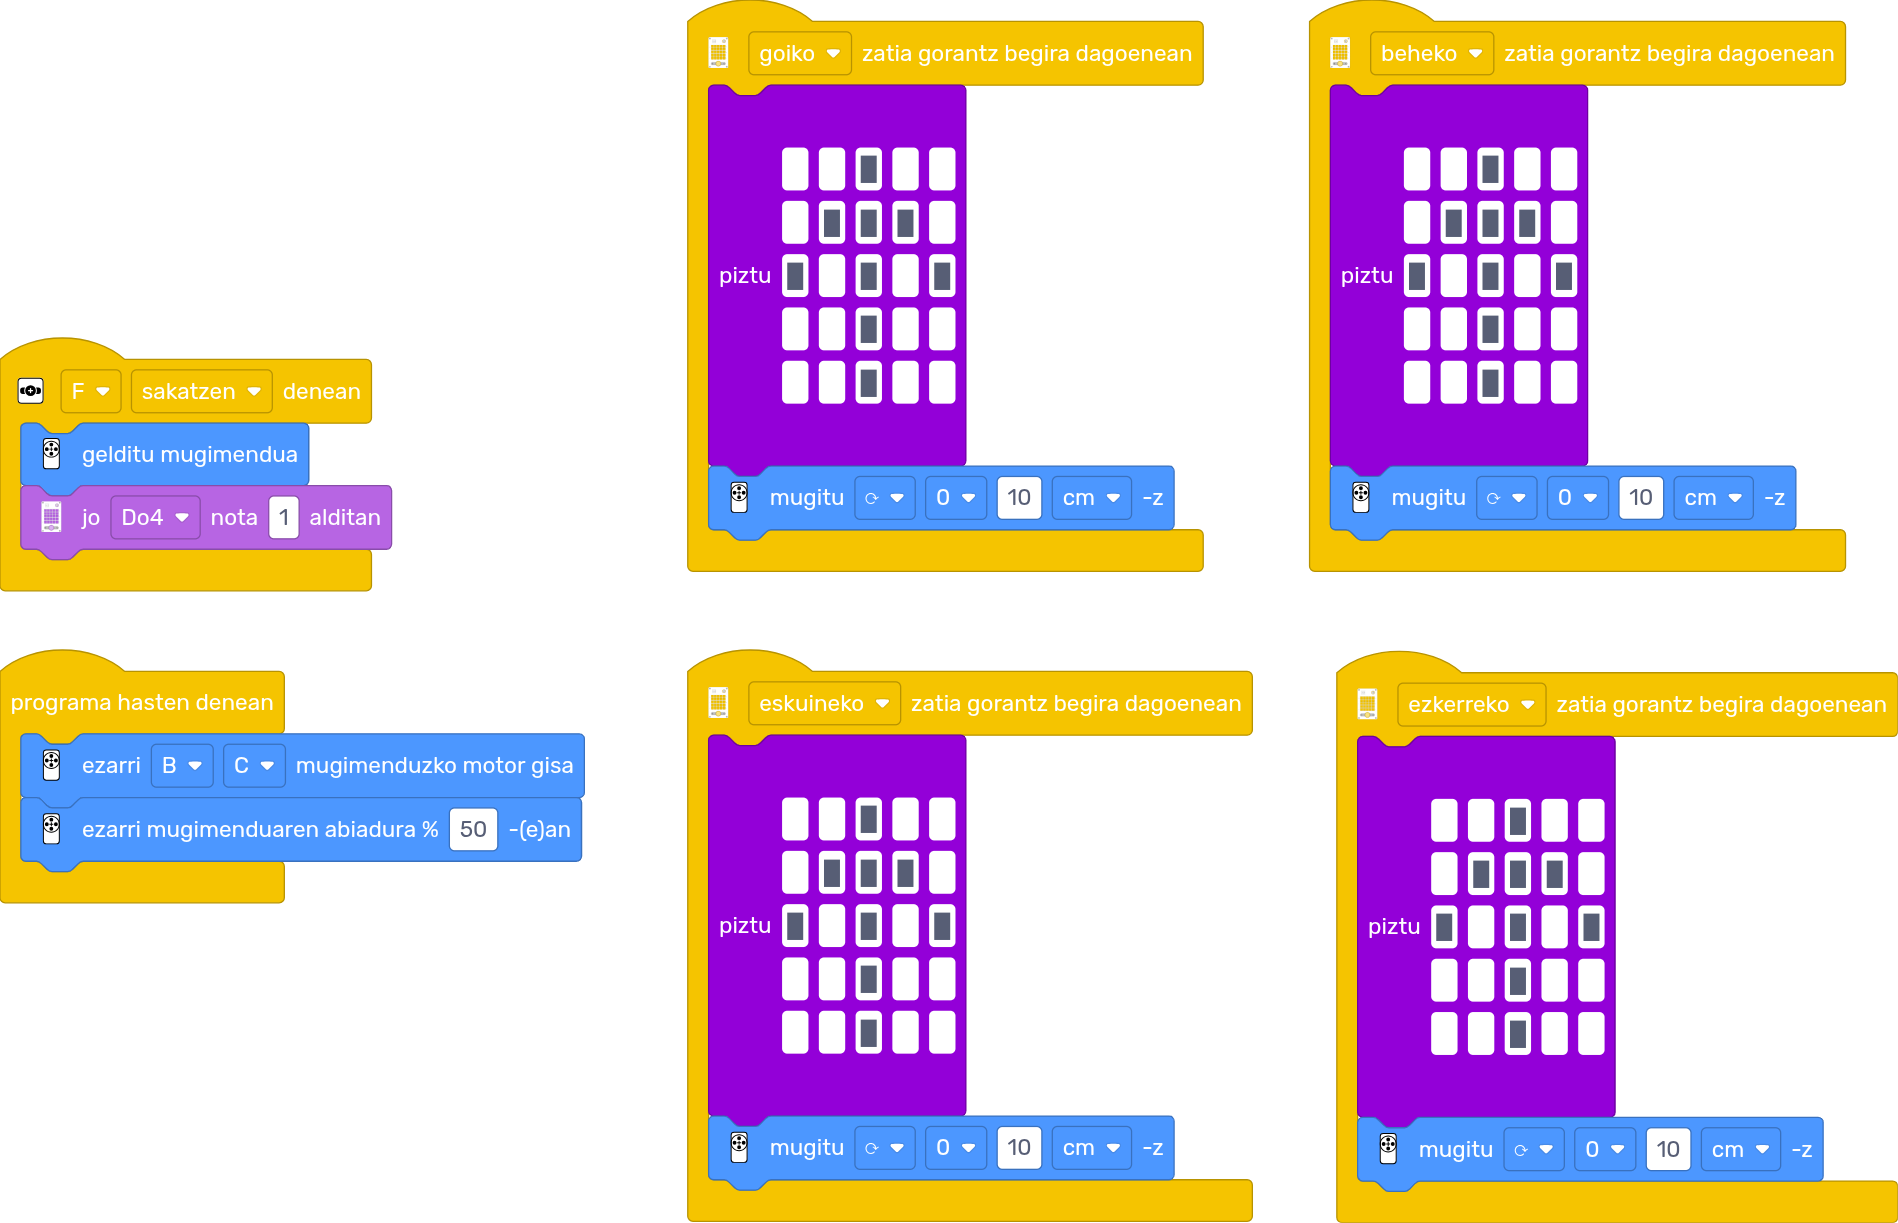 goiko zatia gorantz begira dagoenean
piztu
mugitu 0 10 cm -z
beheko zatia gorantz begira dagoenean
piztu
mugitu 0 10 cm -z
F sakatzen denean
gelditu mugimendua
jo Do4 nota 1 alditan
programa hasten denean
ezarri B C mugimenduzko motor gisa
ezarri mugimenduaren abiadura % 50 -(e)an
eskuineko zatia gorantz begira dagoenean
piztu
mugitu 0 10 cm -z
ezkerreko zatia gorantz begira dagoenean
piztu
mugitu 0 10 cm -z